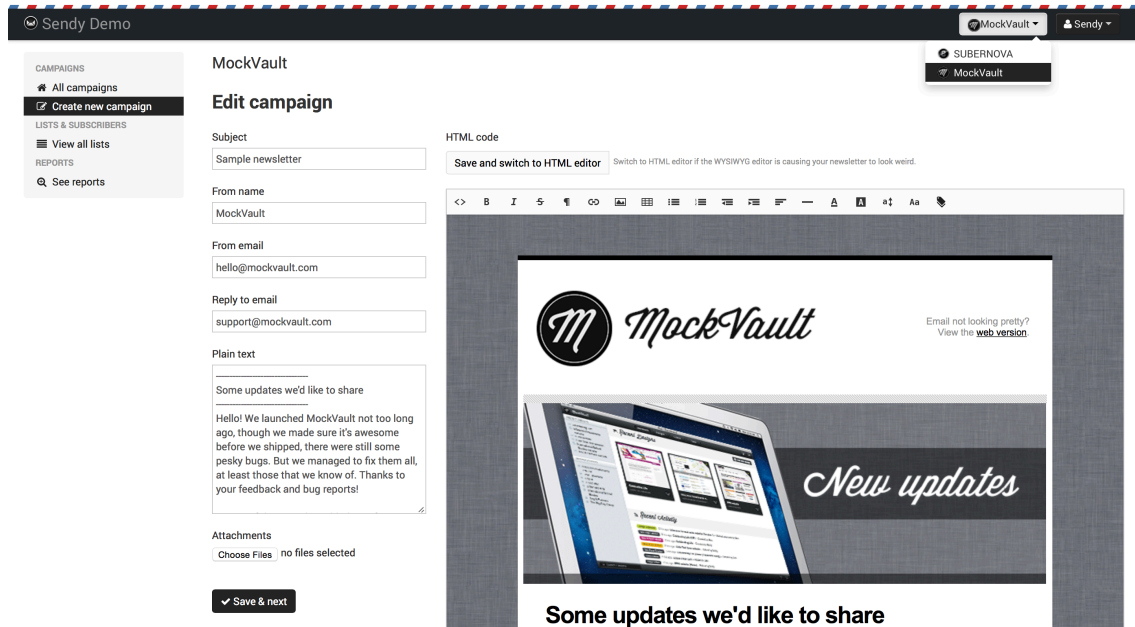 Sendy Demo
MockVault
Sendy
SUBERNOVA
MockVault
CAMPAIGNS
All campaigns
Create new campaign
LISTS & SUBSCRIBERS
View all lists
REPORTS
See reports
MockVault
Edit campaign
Subject
Sample newsletter
From name
MockVault
From email
hello@mockvault.com
Reply to email
support@mockvault.com
Plain text
Some updates we'd like to share
Hello! We launched MockVault not too long
ago, though we made sure it's awesome
before we shipped, there were still some
pesky bugs. But we managed to fix them all,
at least those that we know of. Thanks to
your feedback and bug reports!
Attachments
Choose Files no files selected
Save & next
HTML code
Save and switch to HTML editor
Switch to HTML editor if the WYSIWYG editor is causing your newsletter to look weird.
<> B I S ¶ A A a Aa
M MockVault
Email not looking pretty?
View the web version.
Recent Designs
Recent Activity
New updates
Some updates we'd like to share